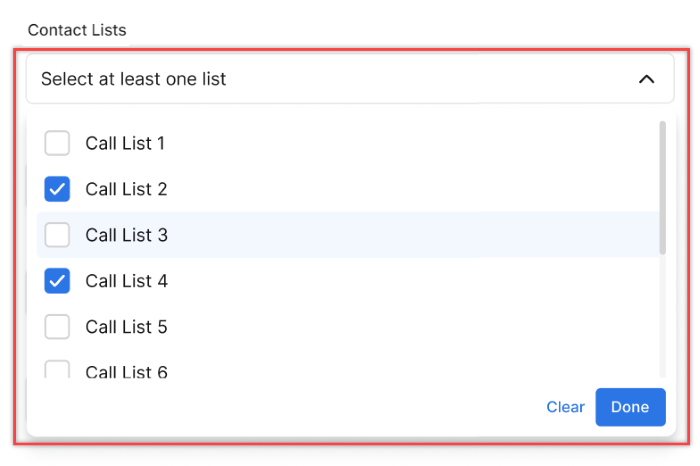 Contact Lists
Select at least one list
Call List 1
Call List 2
Call List 3
Call List 4
Call List 5
Call List 6
Clear Done